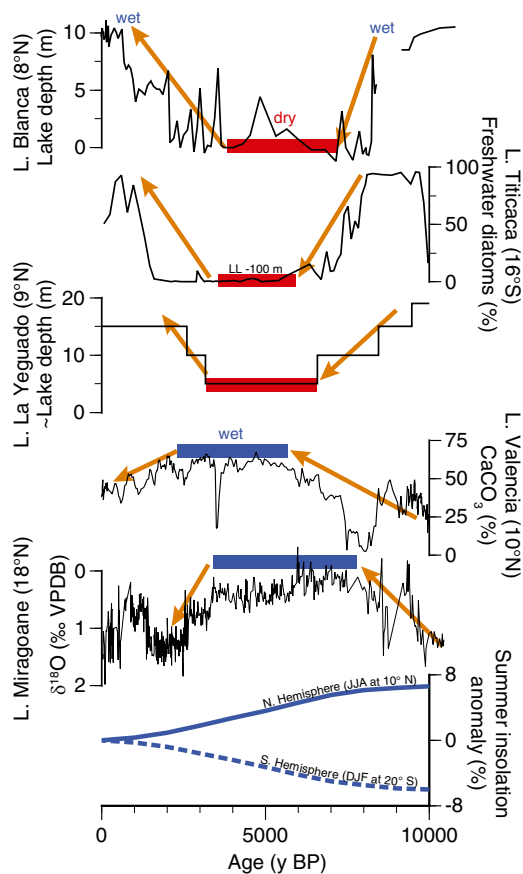 L. Blanca (8°N)
Lake depth (m)
10
5
0
wet
wet
dry
L. Titicaca (16°S)
Freshwater diatoms (%)
100
50
0
LL -100 m
L. La Yeguado (9°N)
~Lake depth (m)
20
10
0
L. Valencia (10°N)
CaCO3 (%)
75
50
25
0
wet
L. Miragoane (18°N)
δ18O (‰ VPDB)
0
1
2
Summer insolation
anomaly (%)
8
0
-8
N. Hemisphere (JJA at 10° N)
S. Hemisphere (DJF at 20° S)
0
5000
10000
Age (y BP)